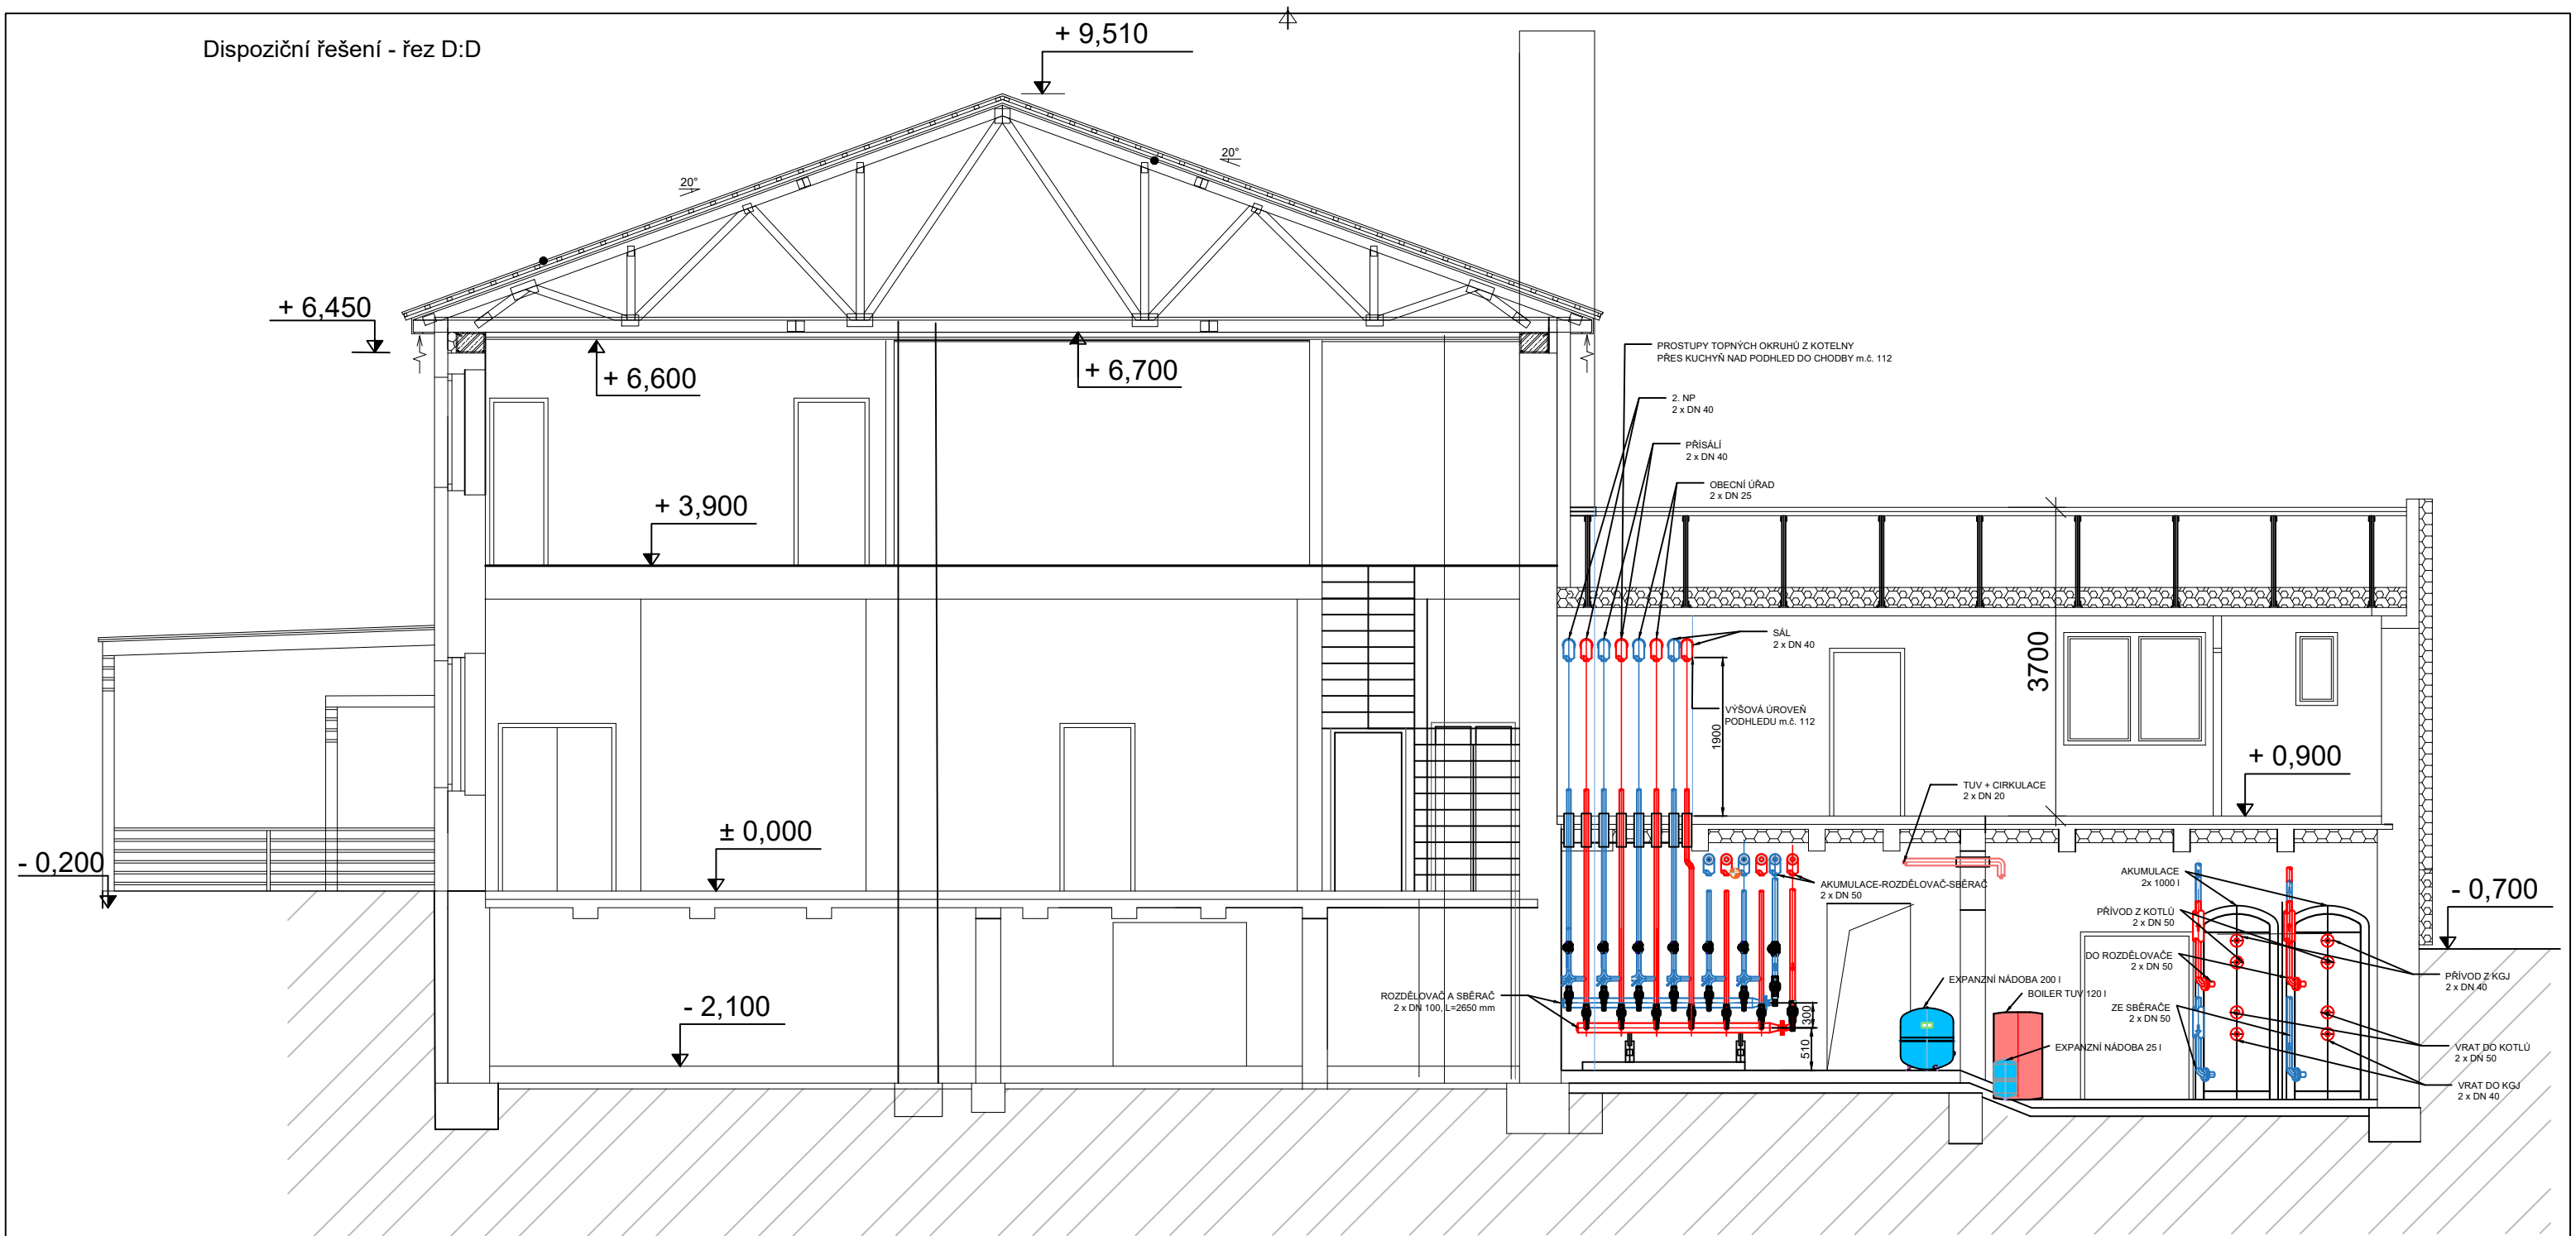 Dispoziční řešení - řez D:D
+ 9,510
20°
20°
+ 6,450
+ 6,600
+ 6,700
PROSTUPY TOPNÝCH OKRUHŮ Z KOTELNY
PŘES KUCHYŇ NAD PODHLED DO CHODBY m.č. 112
2. NP
2 x DN 40
PŘÍSÁLÍ
2 x DN 40
OBECNÍ ÚŘAD
2 x DN 25
+ 3,900
SÁL
2 x DN 40
3700
VÝŠOVÁ ÚROVEŇ
PODHLEDU m.č. 112
1900
+ 0,900
TUV + CIRKULACE
2 x DN 20
± 0,000
- 0,200
AKUMULACE-ROZDĚLOVAČ-SBĚRAČ
2 x DN 50
AKUMULACE
2x 1000 l
- 0,700
PŘÍVOD Z KOTLŮ
2 x DN 50
DO ROZDĚLOVAČE
2 x DN 50
PŘÍVOD Z KGJ
2 x DN 40
EXPANZNÍ NÁDOBA 200 l
BOILER TUV 120 l
ROZDĚLOVAČ A SBĚRAČ
2 x DN 100, L=2650 mm
- 2,100
300
ZE SBĚRAČE
2 x DN 50
510
EXPANZNÍ NÁDOBA 25 l
VRAT DO KOTLŮ
2 x DN 50
VRAT DO KGJ
2 x DN 40